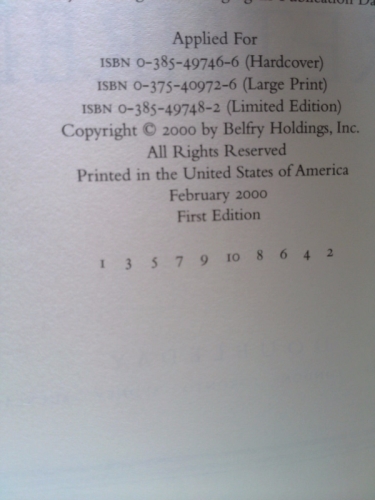 Applied For
ISBN 0-385-49746-6 (Hardcover)
ISBN 0-375-40972-6 (Large Print)
ISBN 0-385-49748-2 (Limited Edition)
Copyright © 2000 by Belfry Holdings, Inc.
All Rights Reserved
Printed in the United States of America
February 2000
First Edition
1 3 5 7 9 10 8 6 4 2